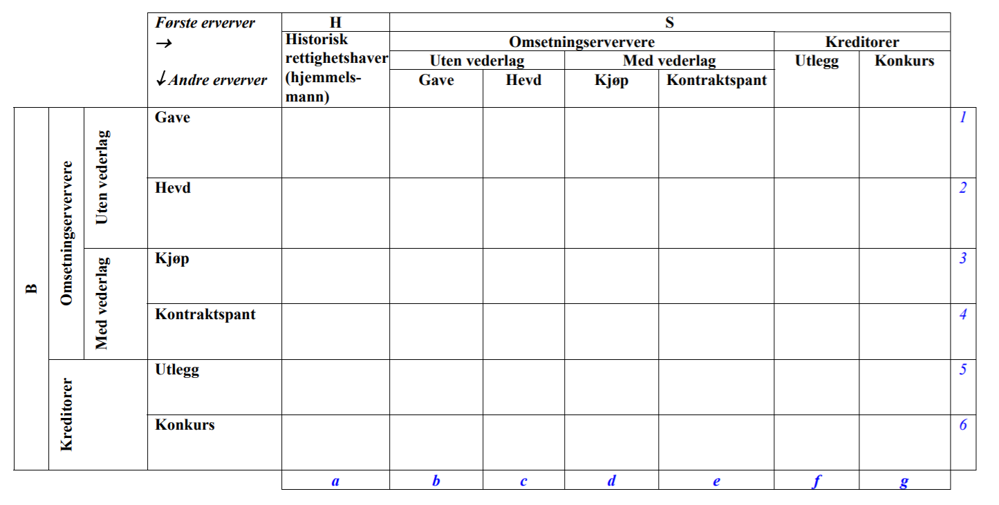 Første erverver
→
↓ Andre erverver
H
S
Historisk
rettighetshaver
(hjemmels-
mann)
Omsetningserververe
Kreditorer
Uten vederlag
Med vederlag
Utlegg
Konkurs
Gave
Hevd
Kjøp
Kontraktspant
B
Omsetningserververe
Uten vederlag
Gave
1
Hevd
2
Med vederlag
Kjøp
3
Kontraktspant
4
Kreditorer
Utlegg
5
Konkurs
6
a b c d e f g